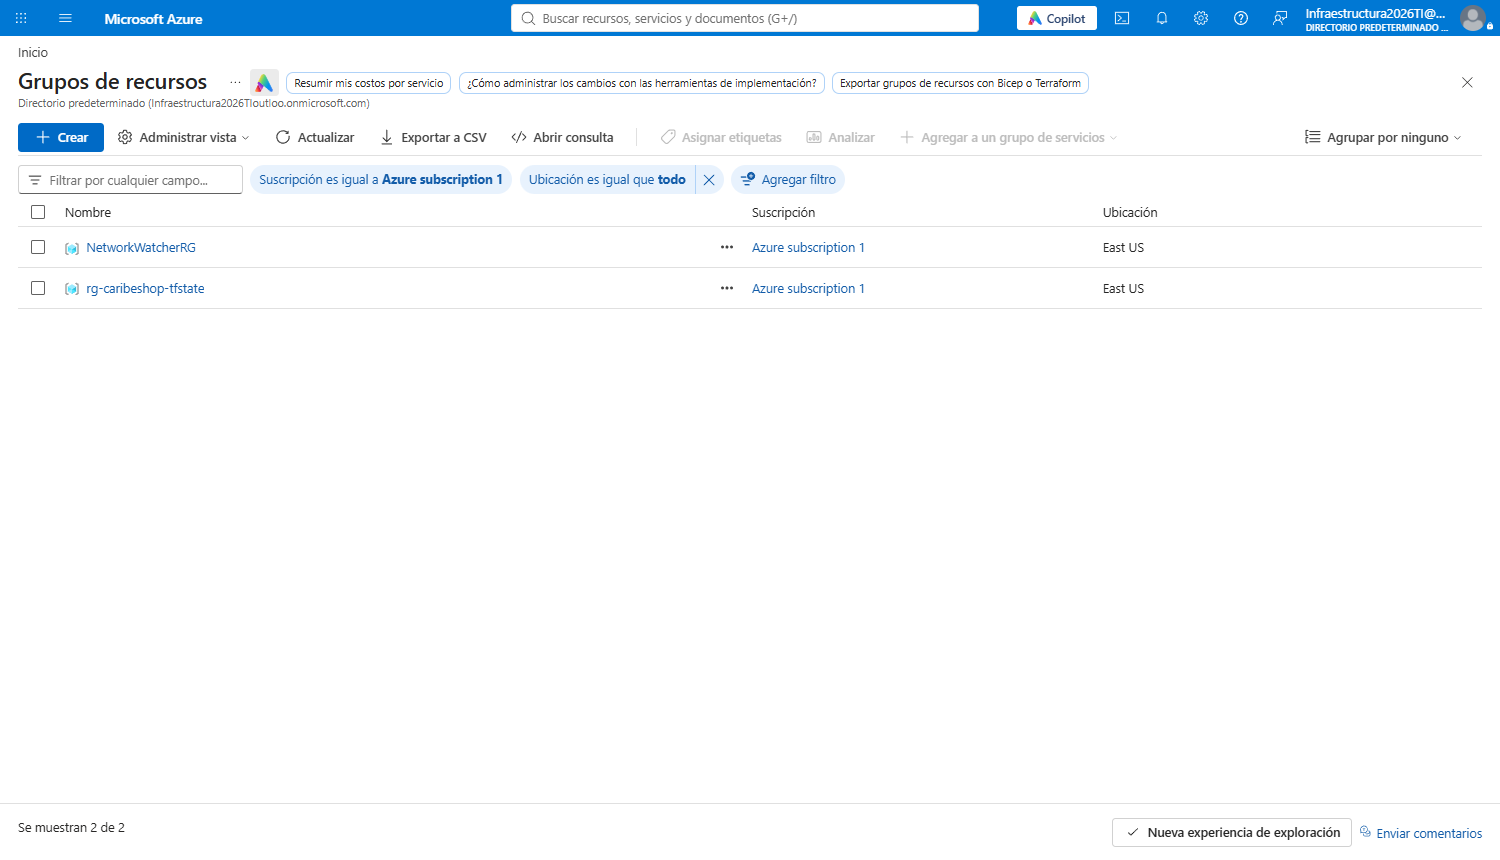 Microsoft Azure
Buscar recursos, servicios y documentos (G+/)
Copilot
Infraestructura2026TI@...
DIRECTORIO PREDETERMINADO ...
Inicio
Grupos de recursos ...
Resumir mis costos por servicio
¿Cómo administrar los cambios con las herramientas de implementación?
Exportar grupos de recursos con Bicep o Terraform
Directorio predeterminado (Infraestructura2026TIoutloo.onmicrosoft.com)
Crear
Administrar vista
Actualizar
Exportar a CSV
Abrir consulta
Asignar etiquetas
Analizar
Agregar a un grupo de servicios
Agrupar por ninguno
Filtrar por cualquier campo...
Suscripción es igual a Azure subscription 1
Ubicación es igual que todo
Agregar filtro
Nombre Suscripción Ubicación
NetworkWatcherRG ... Azure subscription 1 East US
rg-caribeshop-tfstate ... Azure subscription 1 East US
Se muestran 2 de 2
Nueva experiencia de exploración
Enviar comentarios